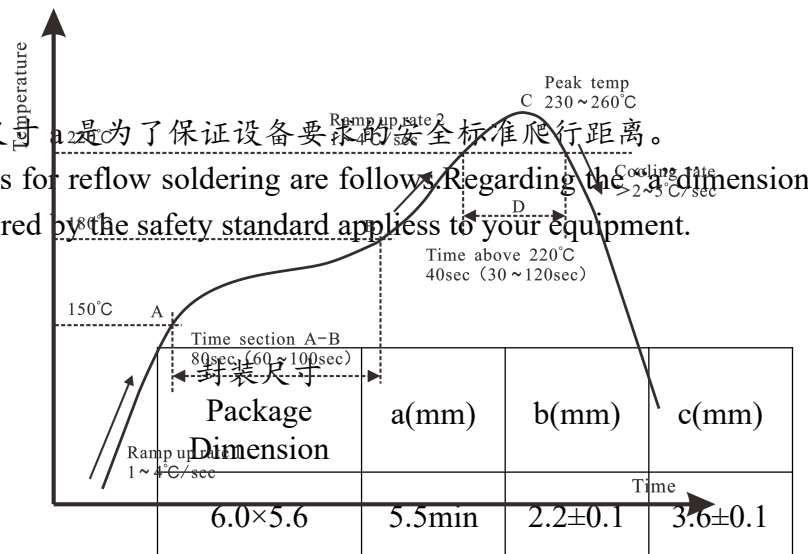 Temperature
Peak temp
C 230~260℃
Ramp up rate 2
1~4℃/sec
寸 a 是为了保证设备要求的安全标准爬行距离。
220℃
s for reflow soldering are follows.Regarding the “a”dimension
Cooling rate
>2~5℃/sec
180℃
B
D
red by the safety standard appliess to your equipment.
Time above 220℃
40sec（30~120sec）
150℃
A
Time section A-B
80sec（60~100sec）
封装尺寸
Package
Dimension
a(mm)
b(mm)
c(mm)
Ramp up rate 1
1~4℃/sec
Time
6.0×5.6
5.5min
2.2±0.1
3.6±0.1